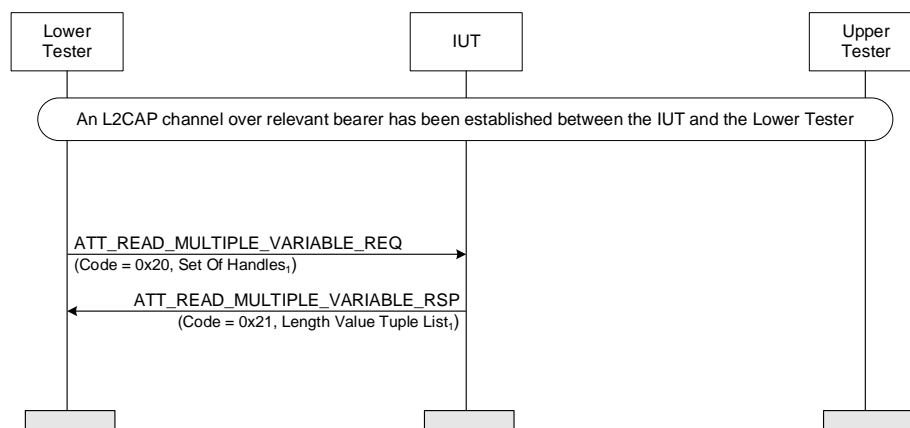 Lower
Tester
IUT
Upper
Tester
An L2CAP channel over relevant bearer has been established between the IUT and the Lower Tester
ATT_READ_MULTIPLE_VARIABLE_REQ
(Code = 0x20, Set Of Handles₁)
ATT_READ_MULTIPLE_VARIABLE_RSP
(Code = 0x21, Length Value Tuple List₁)